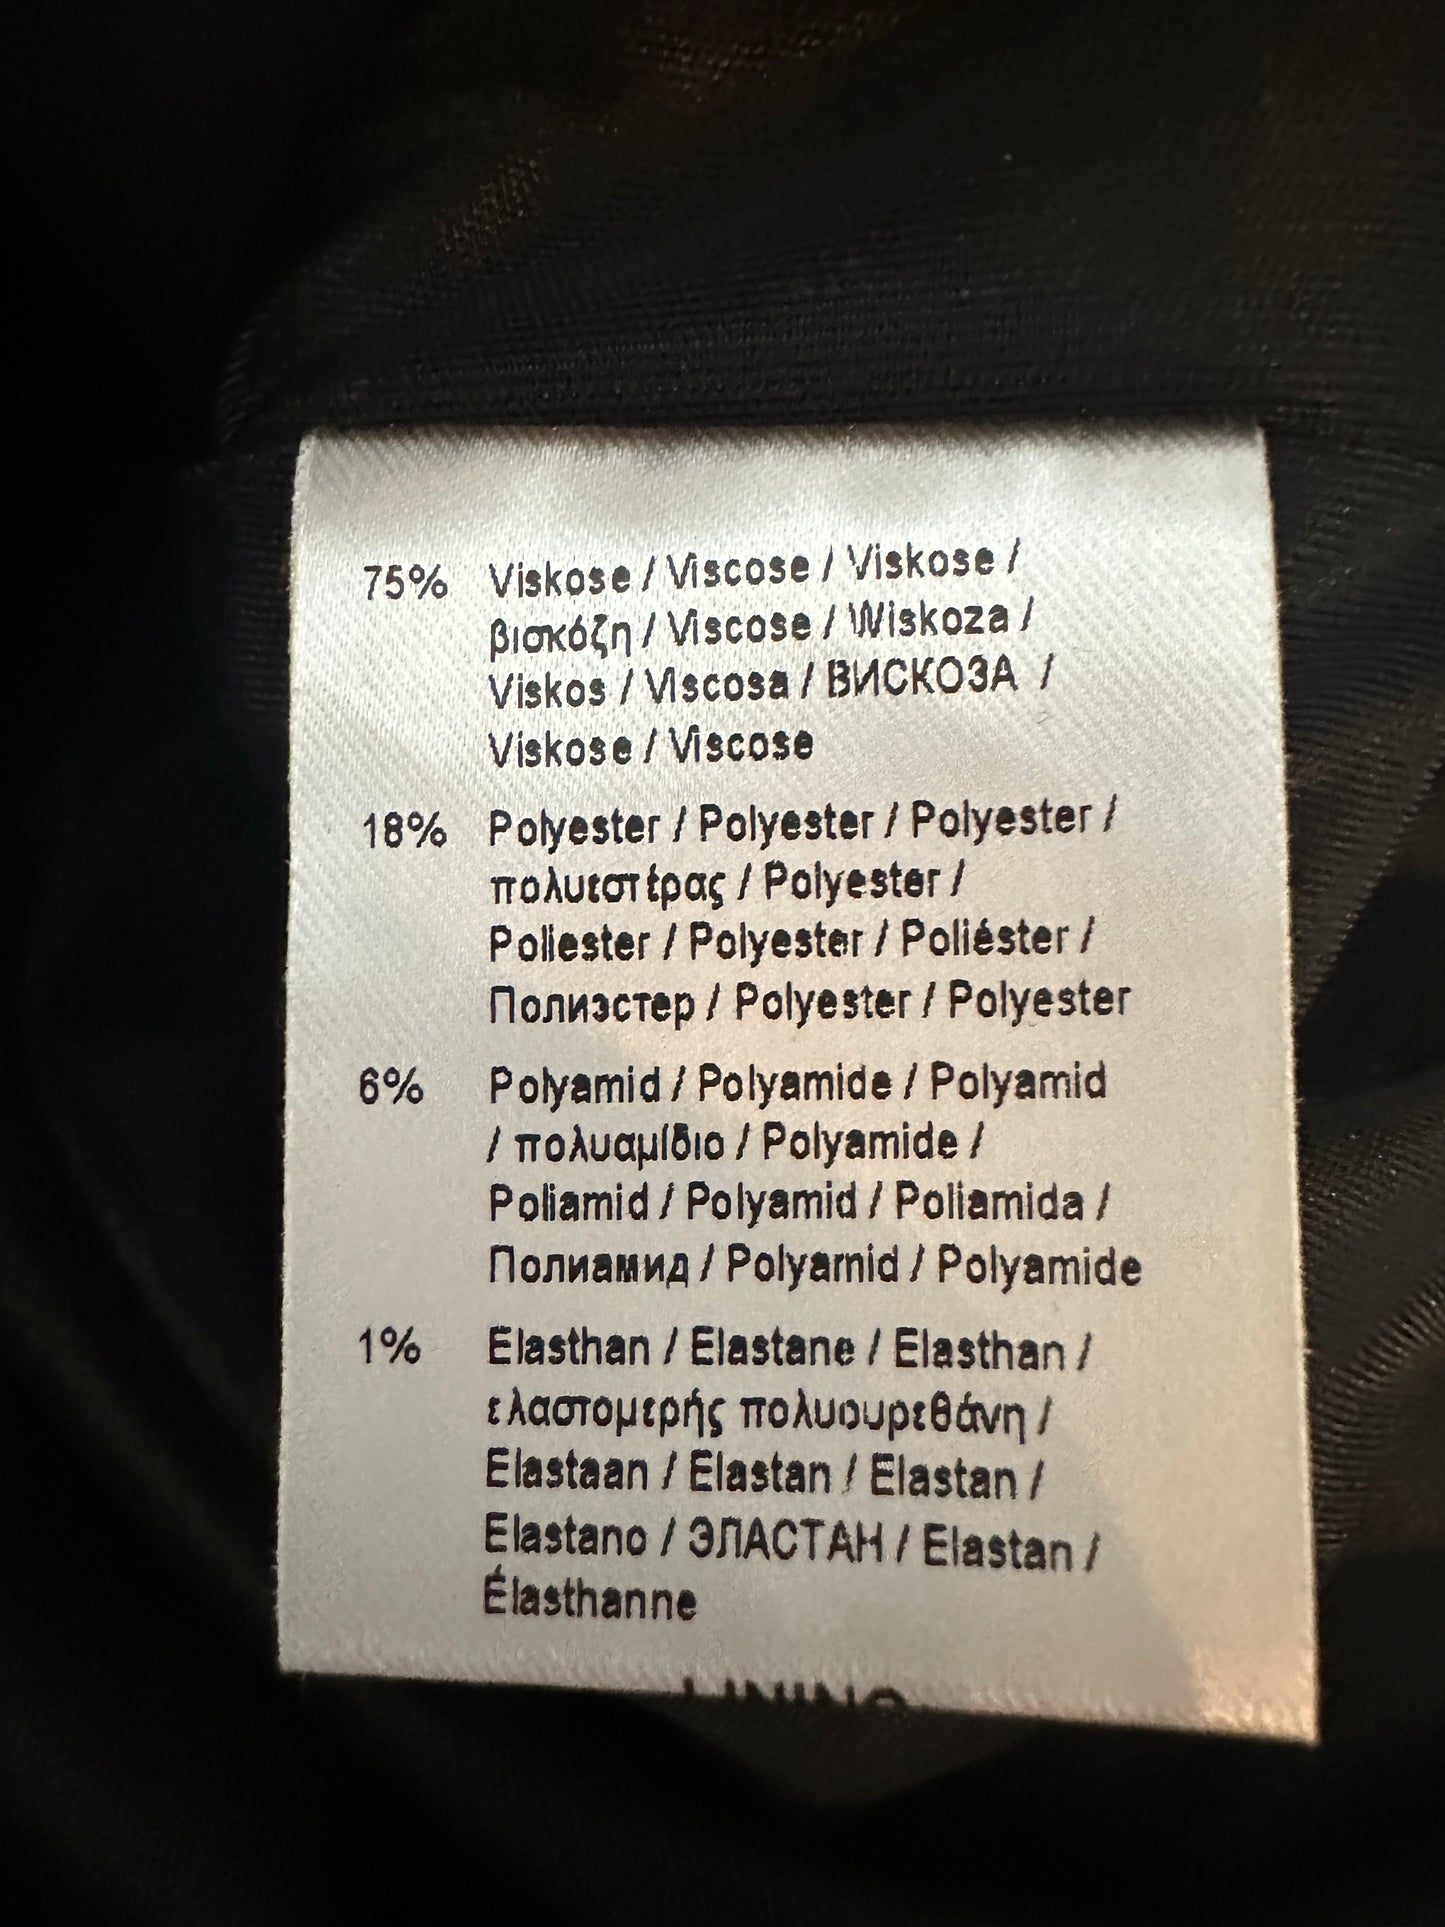 75% Viskose / Viscose / Viskose /
βισκόζη / Viscose / Wiskoza /
Viskos / Viscosa / ВИСКОЗА /
Viskose / Viscose
18% Polyester / Polyester / Polyester /
πολυεστέρας / Polyester /
Poliester / Polyester / Poliéster /
Полиэстер / Polyester / Polyester
6% Polyamid / Polyamide / Polyamid
/ πολυαμίδιο / Polyamide /
Poliamid / Polyamid / Poliamida /
Полиамид / Polyamid / Polyamide
1% Elasthan / Elastane / Elasthan /
ελαστομερής πολυουρεθάνη /
Elastaan / Elastan / Elastan /
Elastano / ЭЛАСТАН / Elastan /
Élasthanne
LINING